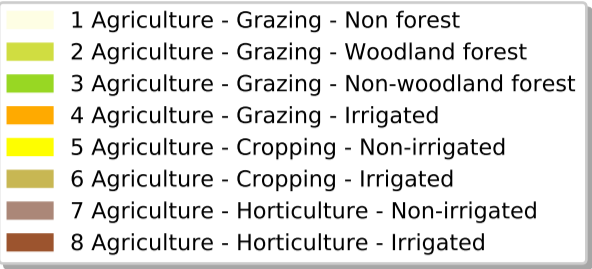 1 Agriculture - Grazing - Non forest
2 Agriculture - Grazing - Woodland forest
3 Agriculture - Grazing - Non-woodland forest
4 Agriculture - Grazing - Irrigated
5 Agriculture - Cropping - Non-irrigated
6 Agriculture - Cropping - Irrigated
7 Agriculture - Horticulture - Non-irrigated
8 Agriculture - Horticulture - Irrigated